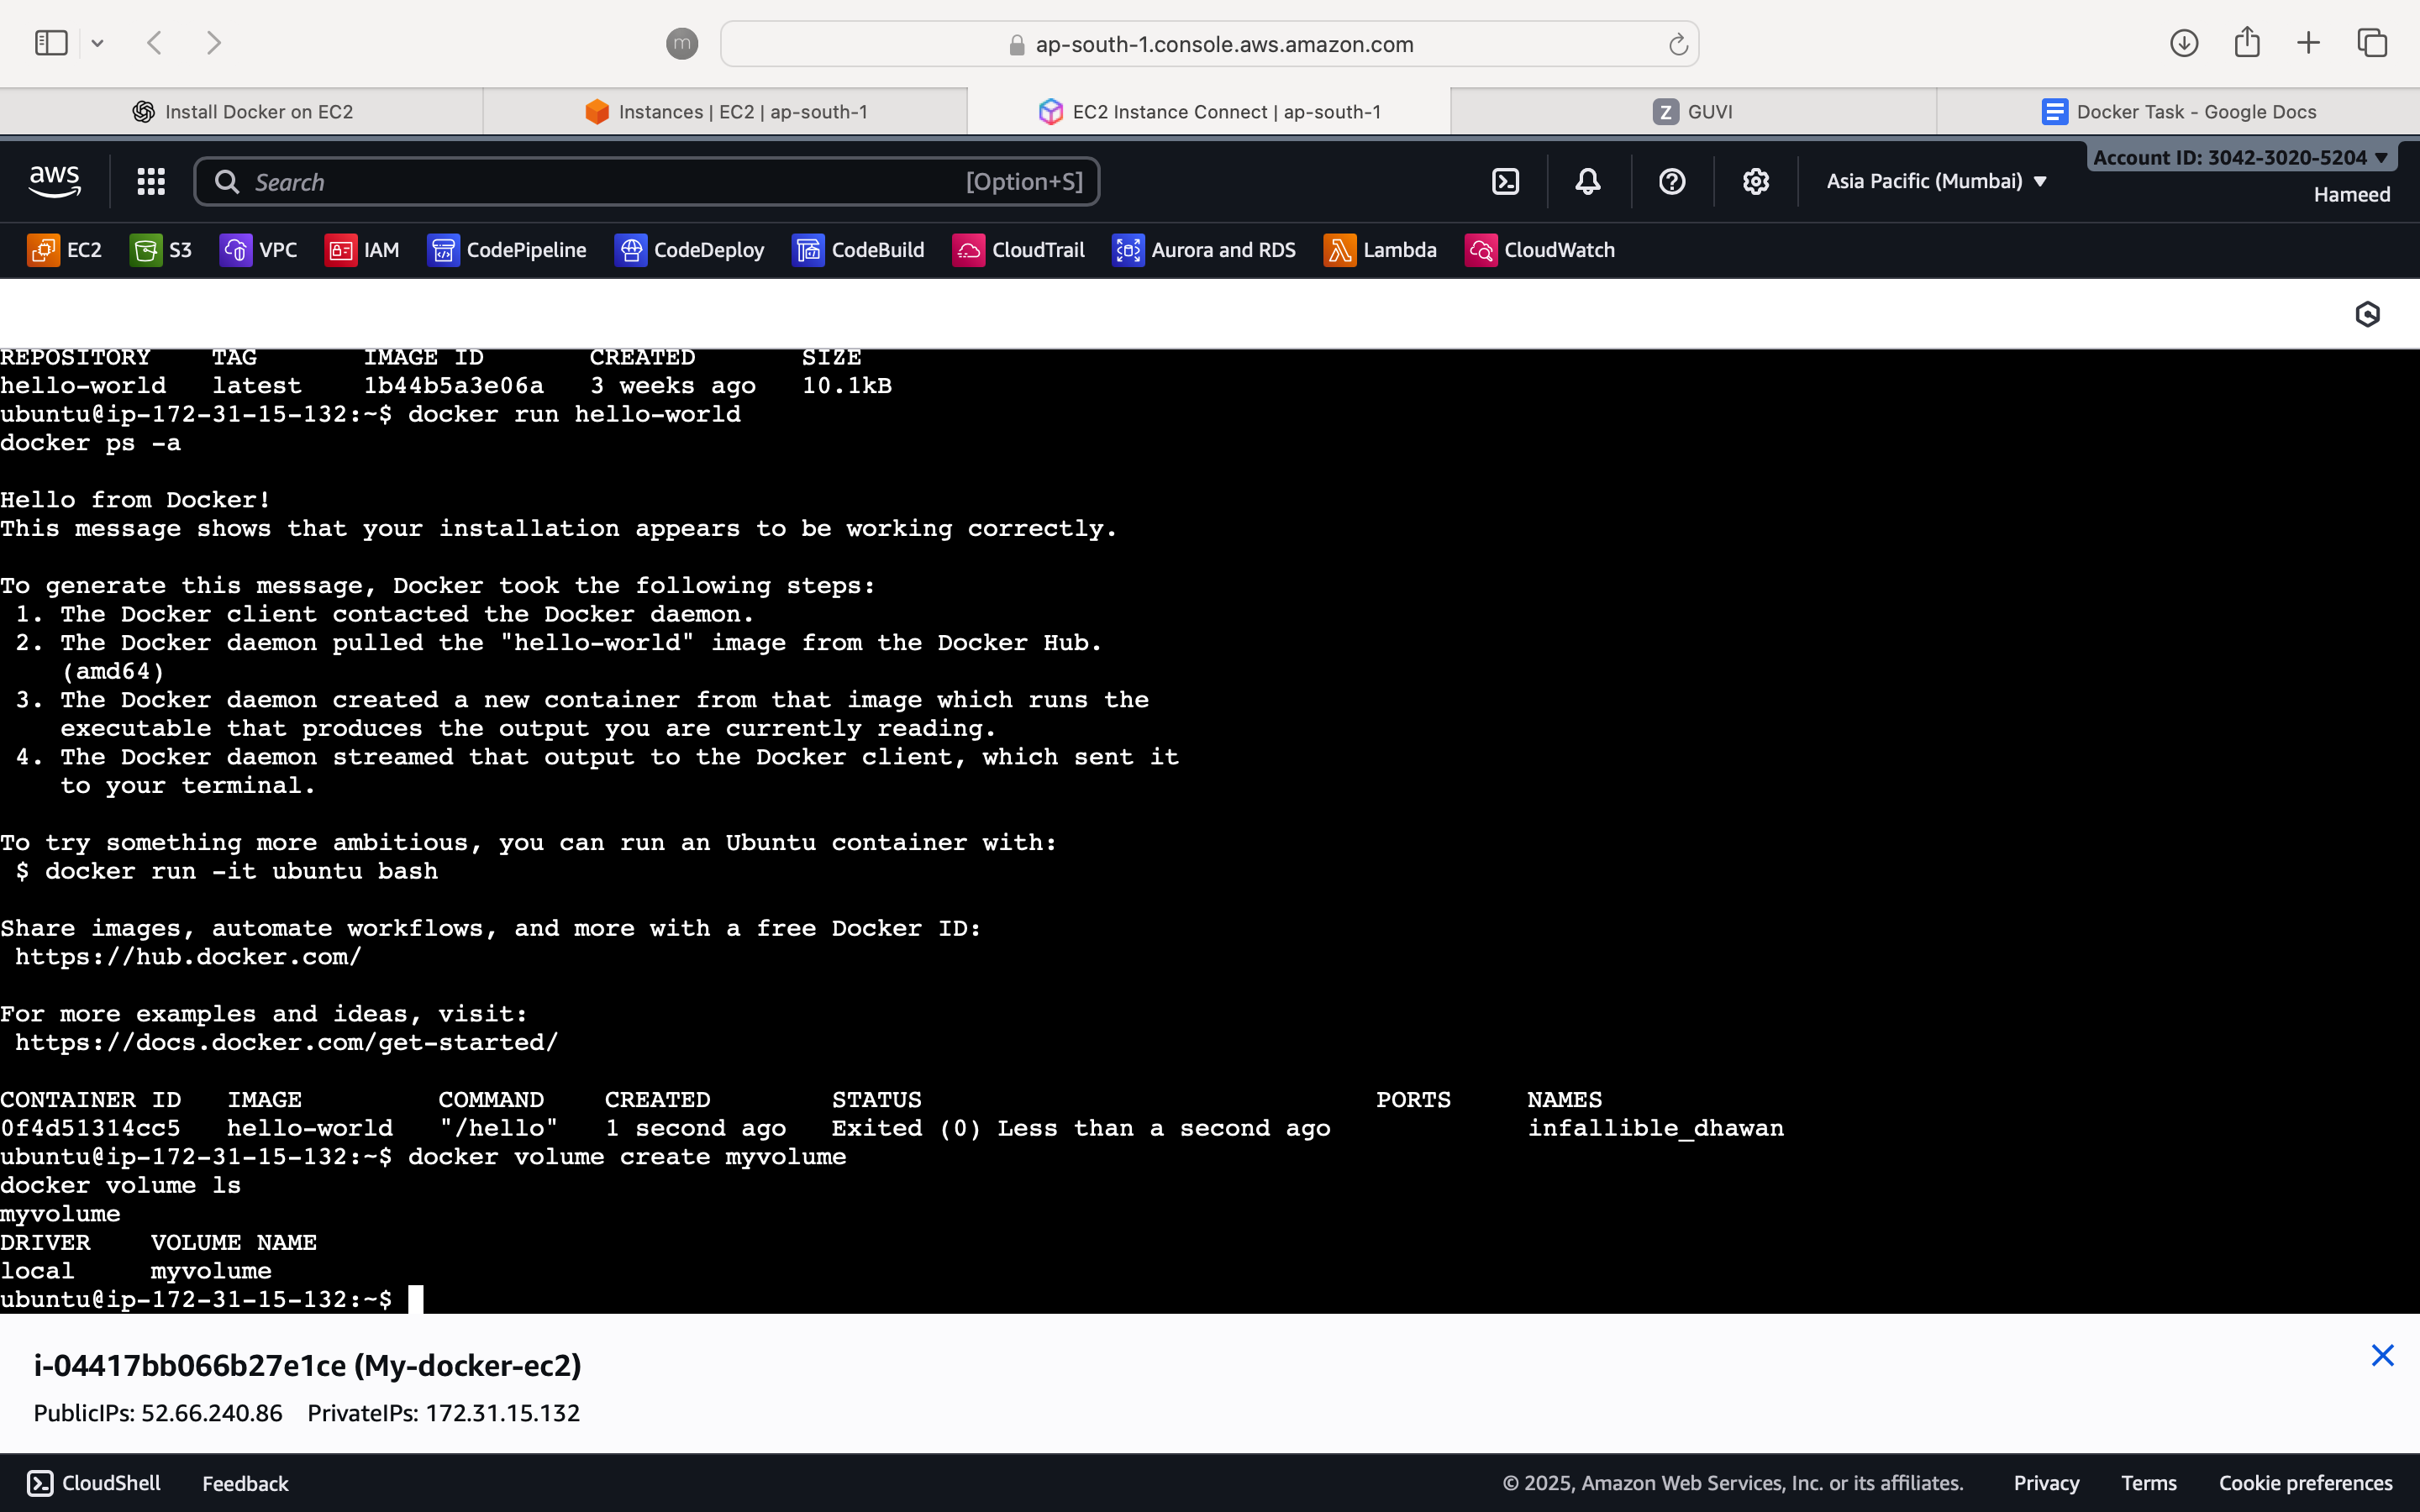 m
ap-south-1.console.aws.amazon.com
Install Docker on EC2
Instances | EC2 | ap-south-1
EC2 Instance Connect | ap-south-1
Z GUVI
Docker Task - Google Docs
aws
Search [Option+S]
Asia Pacific (Mumbai)
Account ID: 3042-3020-5204
Hameed
EC2 S3 VPC IAM CodePipeline CodeDeploy CodeBuild CloudTrail Aurora and RDS Lambda CloudWatch
REPOSITORY TAG IMAGE ID CREATED SIZE
hello-world latest 1b44b5a3e06a 3 weeks ago 10.1kB
ubuntu@ip-172-31-15-132:~$ docker run hello-world
docker ps -a
Hello from Docker!
This message shows that your installation appears to be working correctly.
To generate this message, Docker took the following steps:
1. The Docker client contacted the Docker daemon.
2. The Docker daemon pulled the "hello-world" image from the Docker Hub.
(amd64)
3. The Docker daemon created a new container from that image which runs the
executable that produces the output you are currently reading.
4. The Docker daemon streamed that output to the Docker client, which sent it
to your terminal.
To try something more ambitious, you can run an Ubuntu container with:
$ docker run -it ubuntu bash
Share images, automate workflows, and more with a free Docker ID:
https://hub.docker.com/
For more examples and ideas, visit:
https://docs.docker.com/get-started/
CONTAINER ID IMAGE COMMAND CREATED STATUS PORTS NAMES
0f4d51314cc5 hello-world "/hello" 1 second ago Exited (0) Less than a second ago infallible_dhawan
ubuntu@ip-172-31-15-132:~$ docker volume create myvolume
docker volume ls
myvolume
DRIVER VOLUME NAME
local myvolume
ubuntu@ip-172-31-15-132:~$
i-04417bb066b27e1ce (My-docker-ec2)
PublicIPs: 52.66.240.86 PrivateIPs: 172.31.15.132
CloudShell Feedback © 2025, Amazon Web Services, Inc. or its affiliates. Privacy Terms Cookie preferences